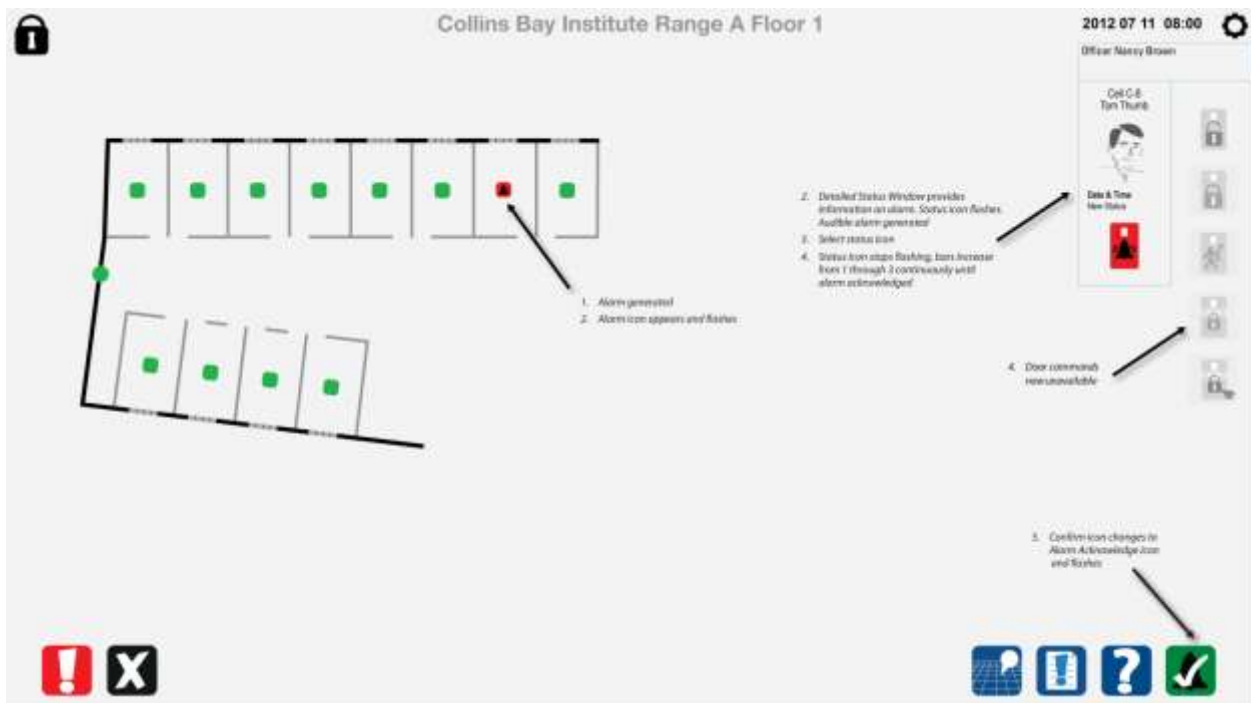 Collins Bay Institute Range A Floor 1
2012 07 11 08:00
Officer Nancy Brown
Cell C-8
Tom Thumb
Date & Time
New Status
2. Detailed Status Window provides
information on alarm. Status icon flashes.
Audible alarm generated
3. Select status icon
4. Status icon stops flashing, bars increase
from 1 through 3 continuously until
alarm acknowledged
1. Alarm generated
2. Alarm icon appears and flashes
4. Door commands
now unavailable
5. Confirm icon changes to
Alarm Acknowledge icon
and flashes